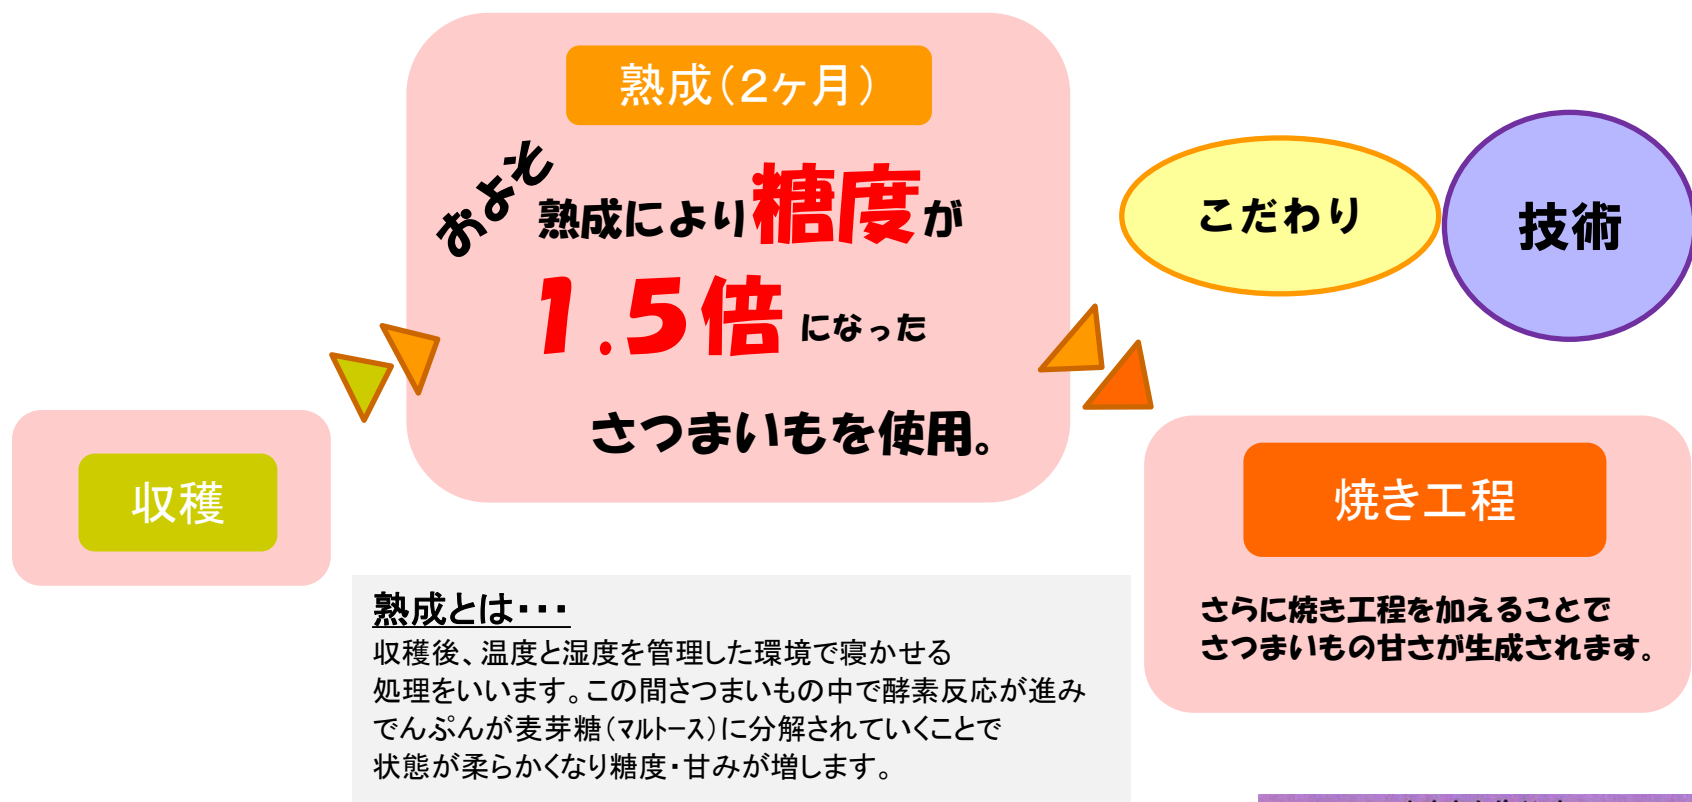 熟成(2ヶ月)
およそ
熟成により糖度が
1.5倍になった
さつまいもを使用。
こだわり
技術
収穫
焼き工程
さらに焼き工程を加えることで
さつまいもの甘さが生成されます。
熟成とは・・・
収穫後、温度と湿度を管理した環境で寝かせる
処理をいいます。この間さつまいもの中で酵素反応が進み
でんぷんが麦芽糖(マルトース)に分解されていくことで
状態が柔らかくなり糖度・甘みが増します。